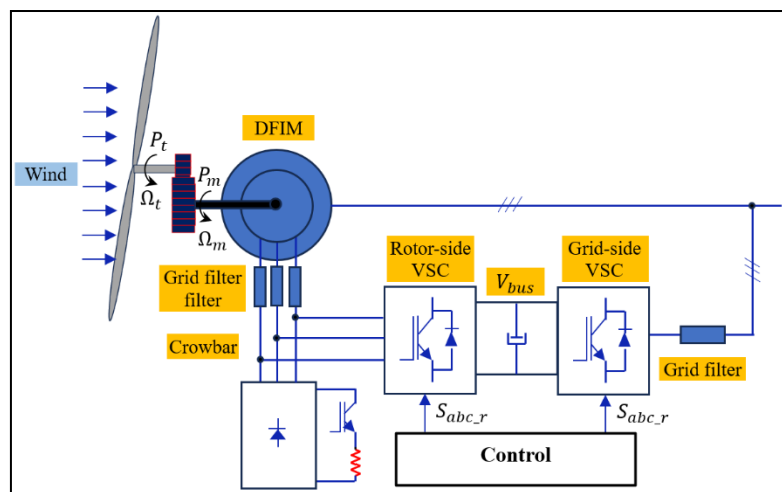 DFIM
P_t
Wind
P_m
Ω_t
Ω_m
Rotor-side
VSC
Grid-side
VSC
Grid filter
filter
V_bus
Crowbar
Grid filter
S_abc_r
S_abc_r
Control